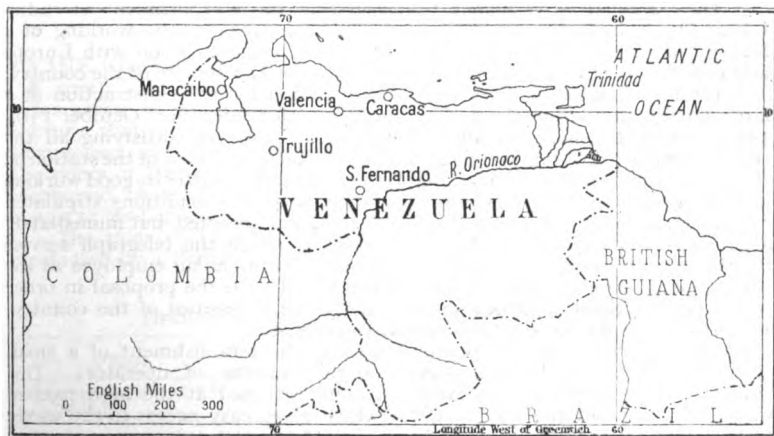 70
60
ATLANTIC
OCEAN
Trinidad
10
10
Maracaibo
Valencia
Caracas
Trujillo
S. Fernando
R. Orionoco
VENEZUELA
COLOMBIA
BRITISH
GUIANA
English Miles
0 100 200 300
BRAZIL
70
Longitude West of Greenwich
60